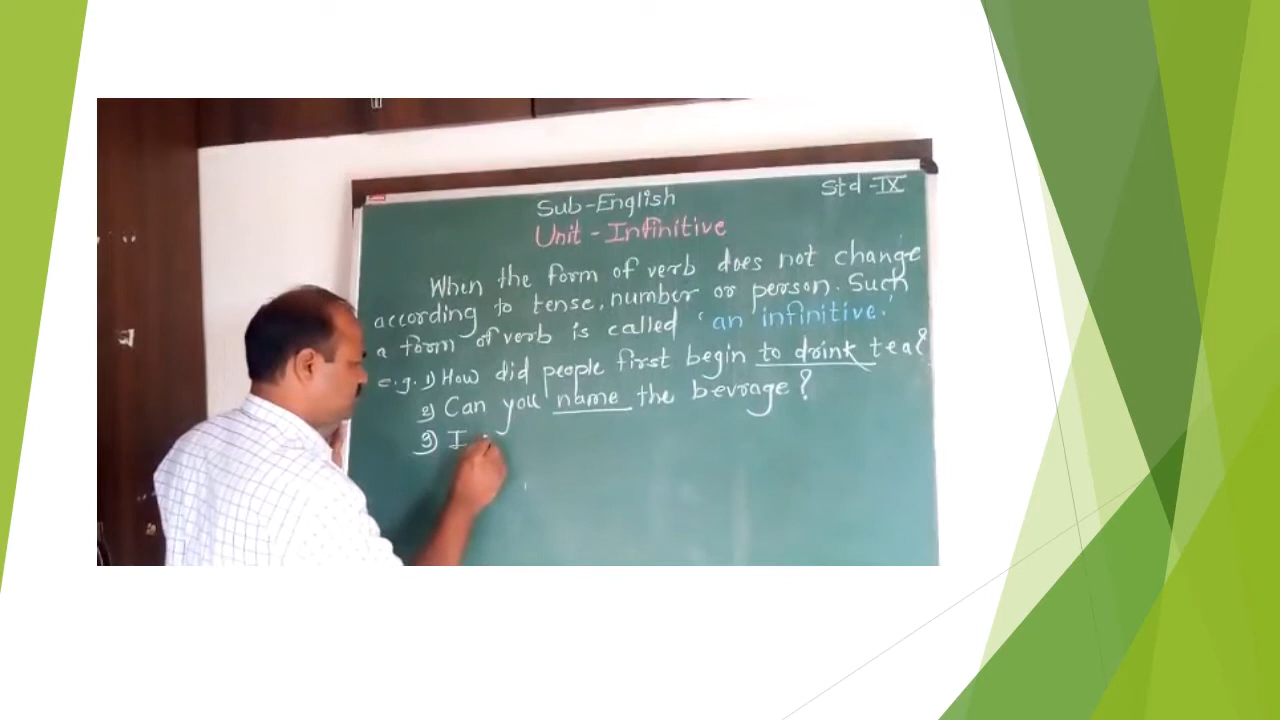 Sub-English
Std-IX
Unit - Infinitive
When the form of verb does not change
according to tense, number or person. Such
a form of verb is called 'an infinitive.'
e.g. 1) How did people first begin to drink tea?
2) Can you name the bevrage?
3) I